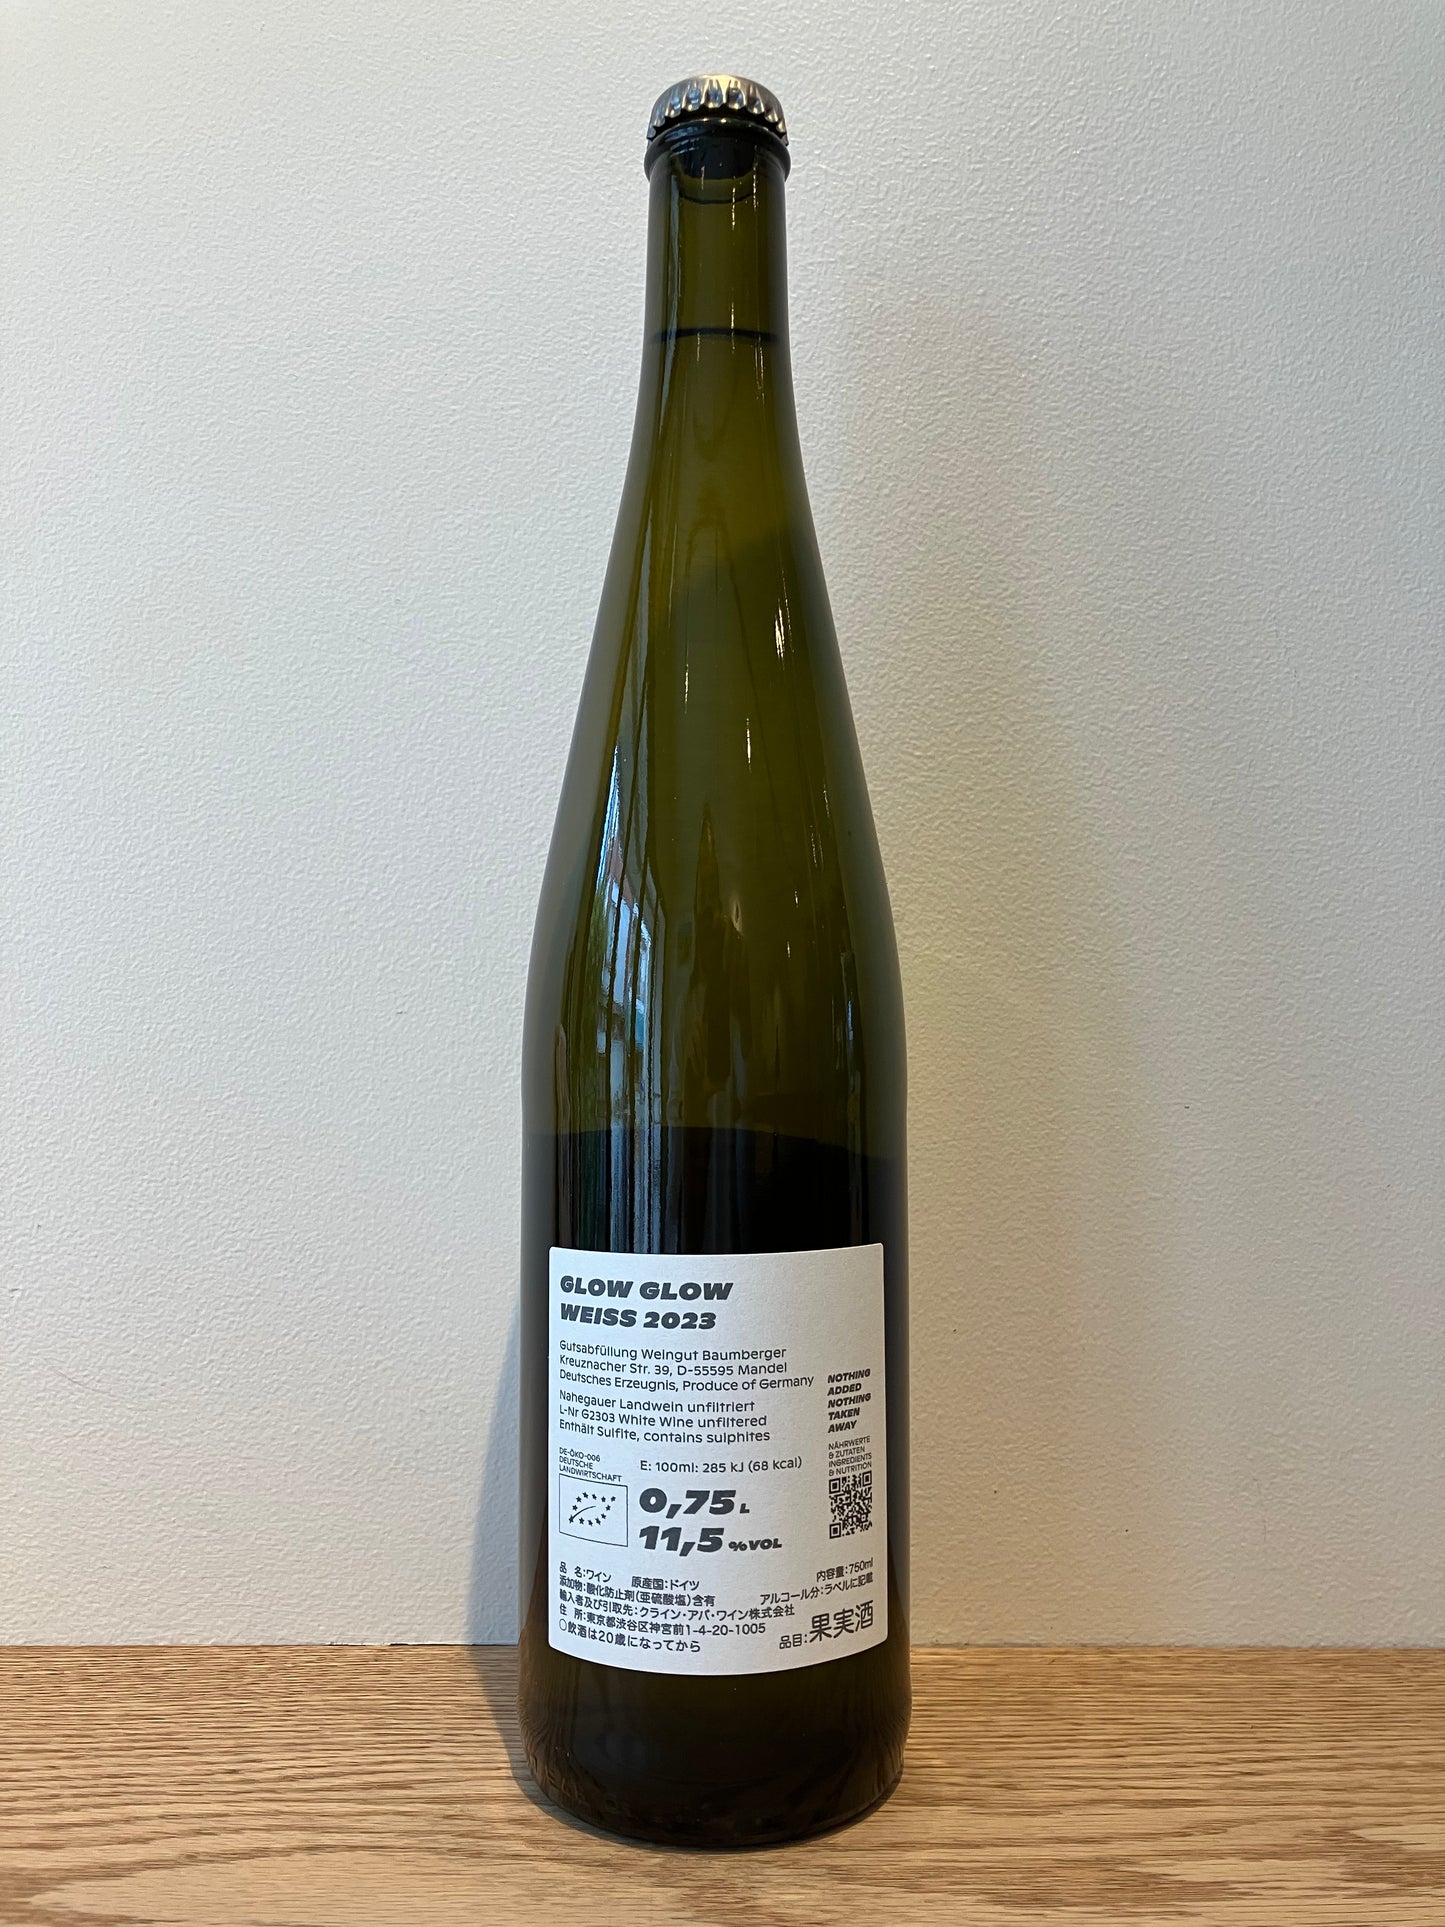 GLOW GLOW
WEISS 2023
Gutsabfüllung Weingut Baumberger
Kreuznacher Str. 39, D-55595 Mandel
Deutsches Erzeugnis, Produce of Germany
Nahegauer Landwein unfiltriert
L-Nr G2303 White Wine unfiltered
Enthält Sulfite, contains sulphites
NOTHING
ADDED
NOTHING
TAKEN
AWAY
NÄHRWERTE
& ZUTATEN
INGREDIENTS
& NUTRITION
DE-ÖKO-006
DEUTSCHE
LANDWIRTSCHAFT
E: 100ml: 285 kJ (68 kcal)
0,75 L
11,5 %VOL
品 名:ワイン 原産国:ドイツ
内容量:750ml
添加物:酸化防止剤(亜硫酸塩)含有
アルコール分:ラベルに記載
輸入者及び引取先:クライン・アパ・ワイン株式会社
住 所:東京都渋谷区神宮前1-4-20-1005
○飲酒は20歳になってから
品目:果実酒